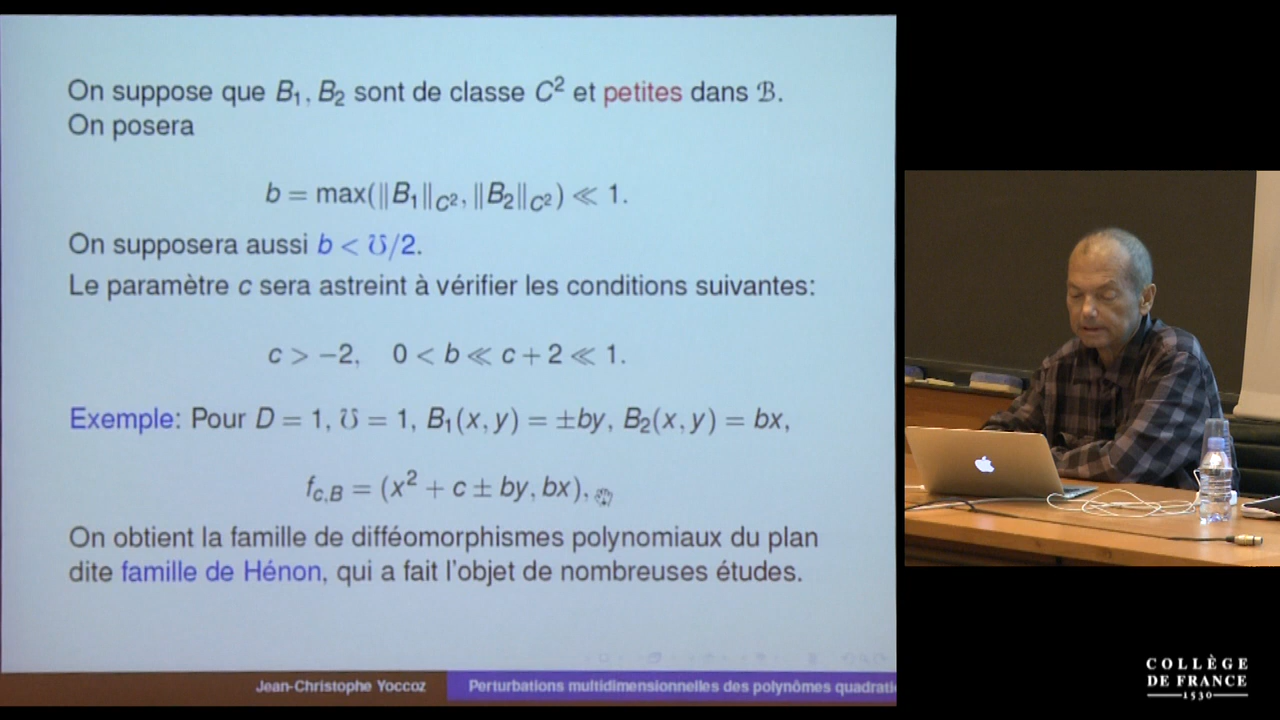 On suppose que B₁, B₂ sont de classe C² et petites dans ℬ.
On posera
b = max(‖B₁‖_C², ‖B₂‖_C²) ≪ 1.
On supposera aussi b < ℧/2.
Le paramètre c sera astreint à vérifier les conditions suivantes:
c > −2, 0 < b ≪ c + 2 ≪ 1.
Exemple: Pour D = 1, ℧ = 1, B₁(x, y) = ±by, B₂(x, y) = bx,
f_c,B = (x² + c ± by, bx),
On obtient la famille de difféomorphismes polynomiaux du plan
dite famille de Hénon, qui a fait l'objet de nombreuses études.
Jean-Christophe Yoccoz Perturbations multidimensionnelles des polynômes quadrati
COLLÈGE
DE FRANCE
1530